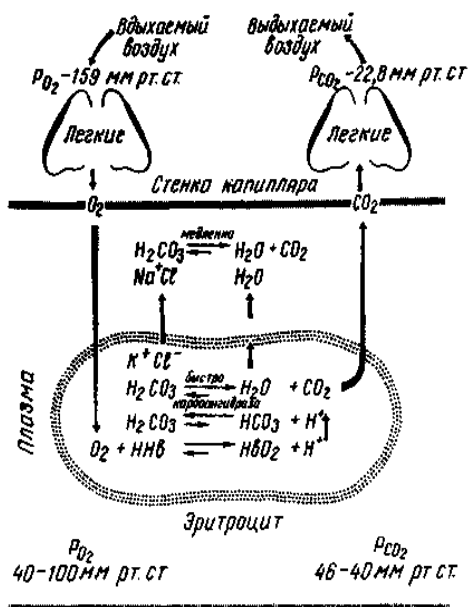 Вдыхаемый воздух
Выдыхаемый воздух
P O₂ -159 мм рт. ст.
P CO₂ -22,8 мм рт. ст
Легкие
Легкие
Стенка капилляра
O₂
CO₂
медленно
H₂CO₃ H₂O + CO₂
Na⁺Cl H₂O
K⁺Cl⁻
быстро
H₂CO₃ H₂O + CO₂
карбоангидраза
H₂CO₃ HCO₃ + H⁺
O₂ + HHв HвO₂ + H⁺
Плазма
Эритроцит
P O₂
40-100 мм рт. ст
P CO₂
46-40 мм рт. ст.